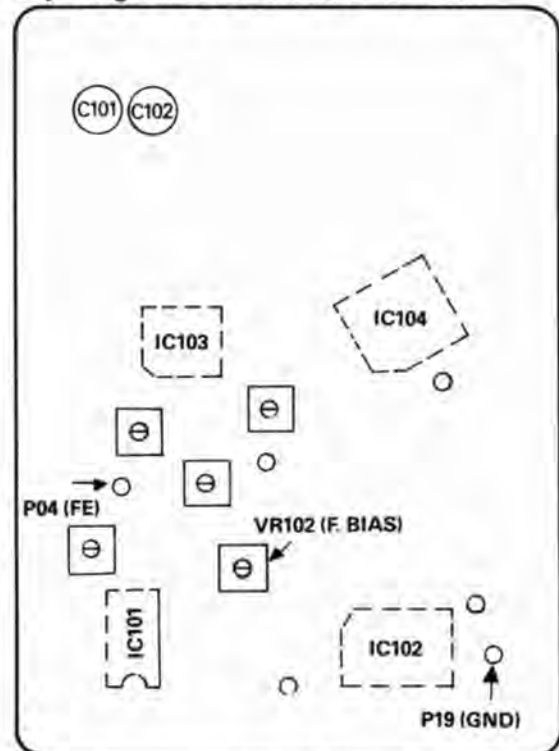 C101 C102
IC104
IC103
P04 (FE)
VR102 (F. BIAS)
IC101
IC102
P19 (GND)